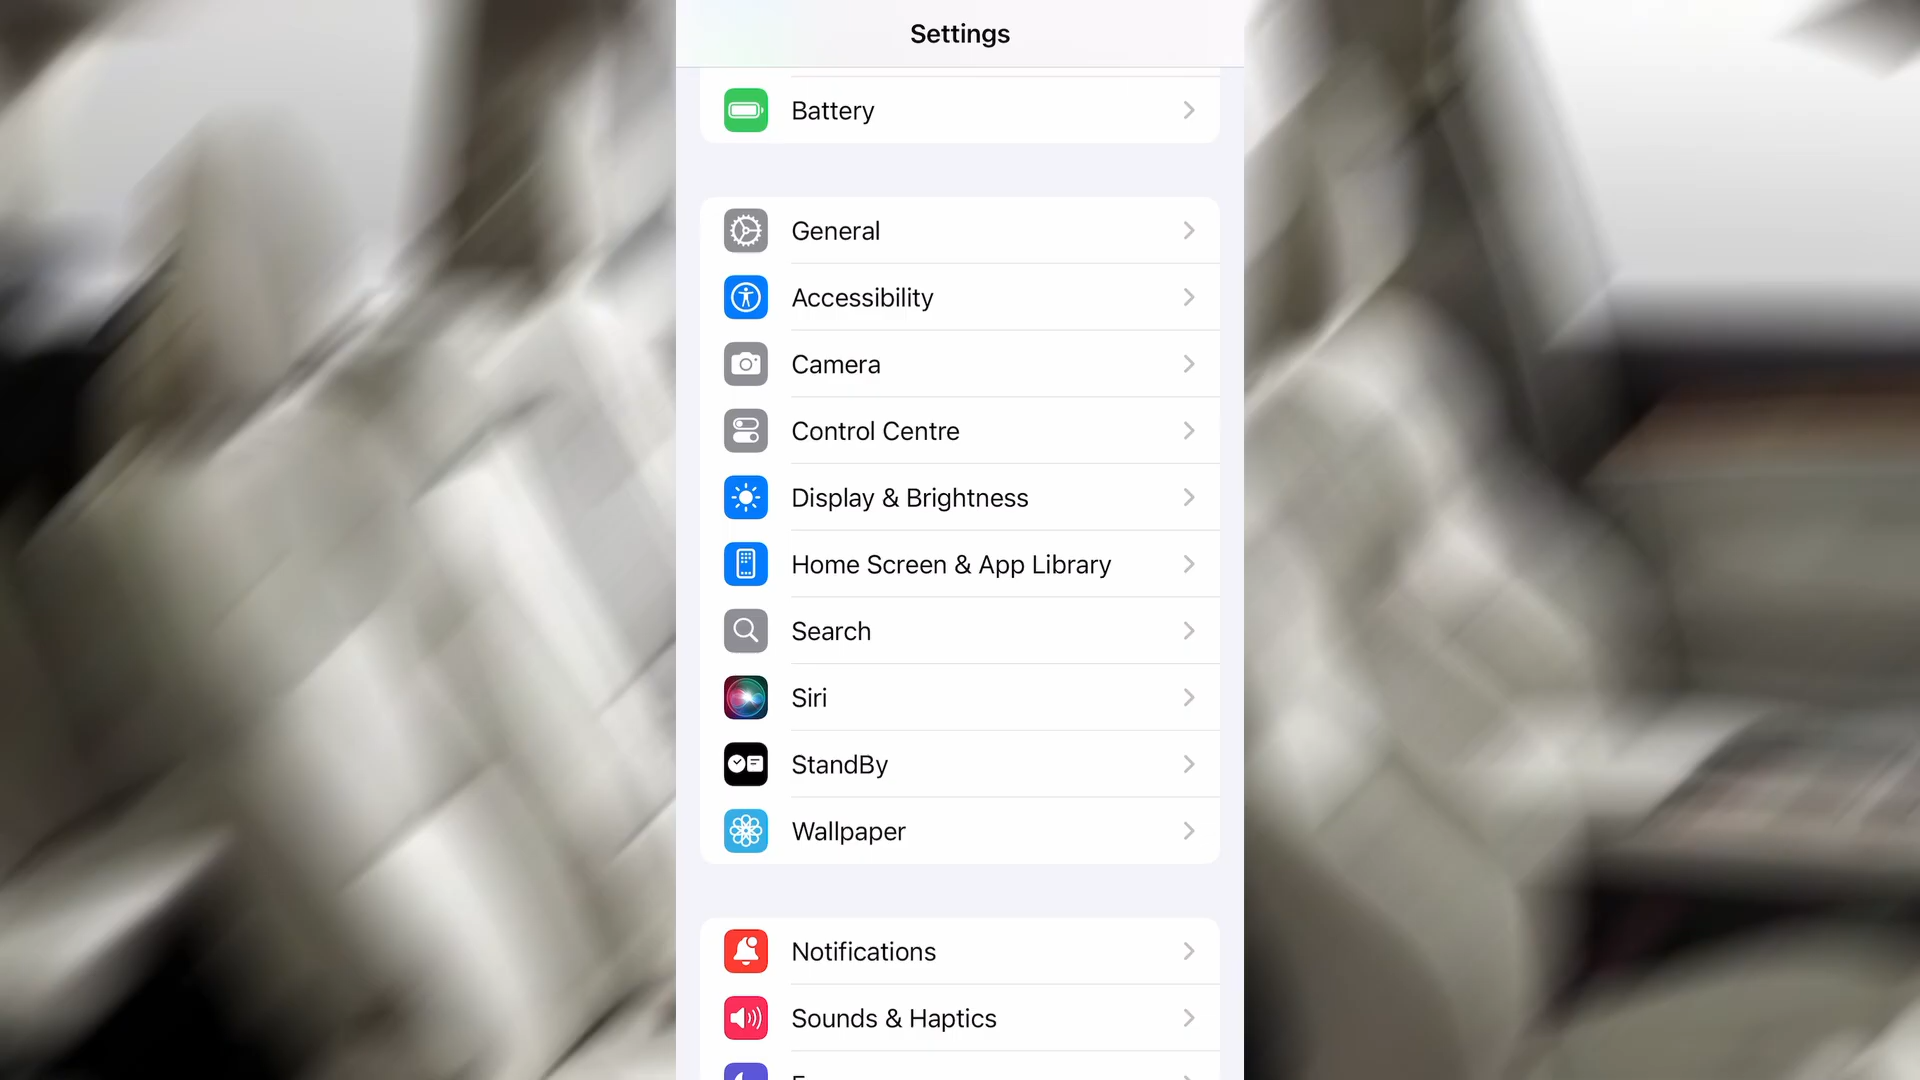 Settings
Battery
General
Accessibility
Camera
Control Centre
Display & Brightness
Home Screen & App Library
Search
Siri
StandBy
Wallpaper
Notifications
Sounds & Haptics